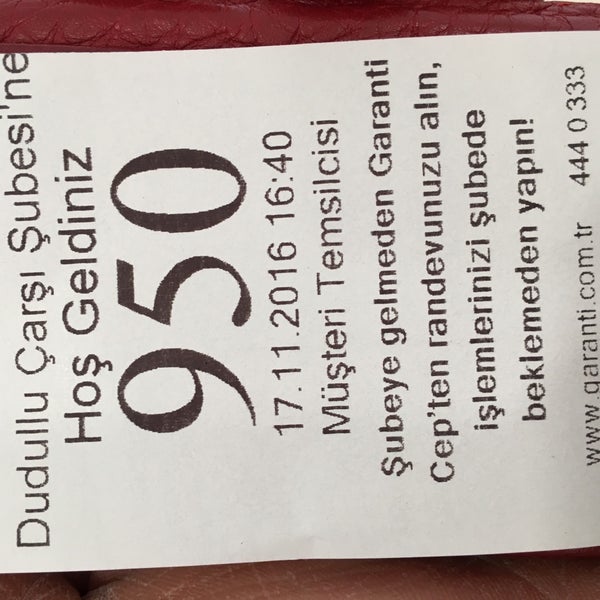 Dudullu Çarşı Şubesi'ne
Hoş Geldiniz
950
17.11.2016 16:40
Müşteri Temsilcisi
Şubeye gelmeden Garanti
Cep'ten randevunuzu alın,
işlemlerinizi şubede
beklemeden yapın!
www.garanti.com.tr 444 0 333